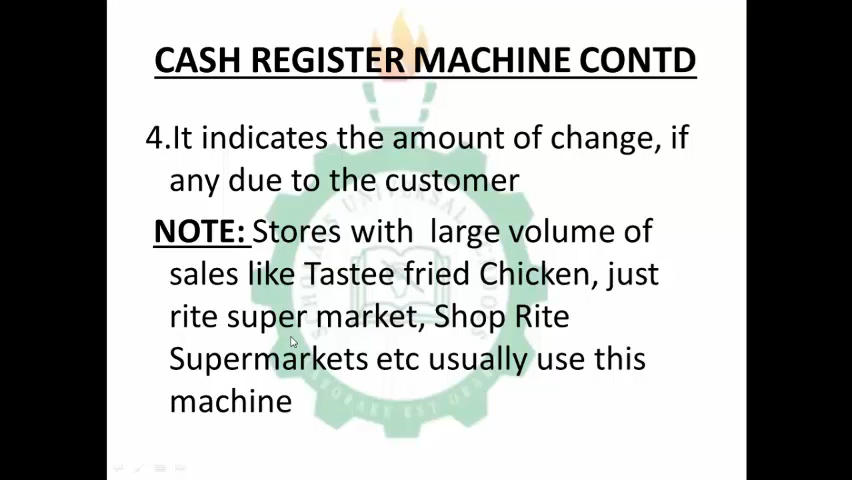 CASH REGISTER MACHINE CONTD
4.It indicates the amount of change, if
any due to the customer
NOTE: Stores with large volume of
sales like Tastee fried Chicken, just
rite super market, Shop Rite
Supermarkets etc usually use this
machine